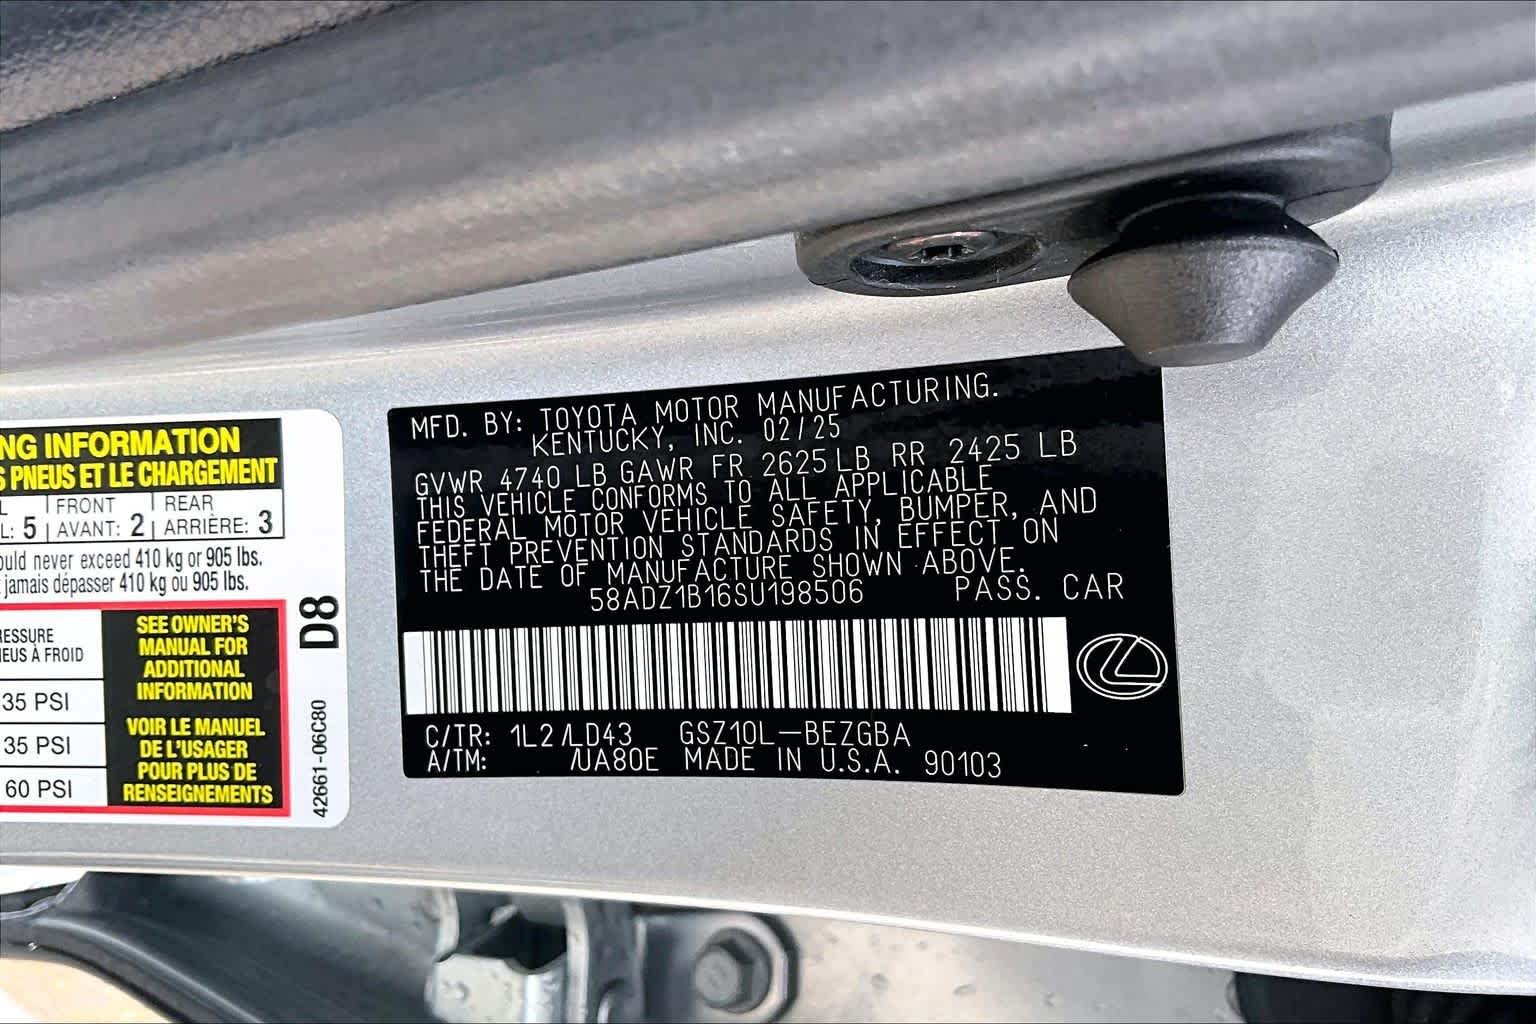 NG INFORMATION
S PNEUS ET LE CHARGEMENT
L FRONT REAR
L: 5 AVANT: 2 ARRIÈRE: 3
ould never exceed 410 kg or 905 lbs.
jamais dépasser 410 kg ou 905 lbs.
RESSURE
NEUS À FROID
35 PSI
35 PSI
60 PSI
SEE OWNER'S
MANUAL FOR
ADDITIONAL
INFORMATION
VOIR LE MANUEL
DE L'USAGER
POUR PLUS DE
RENSEIGNEMENTS
D8
42661-06C80
MFD. BY: TOYOTA MOTOR MANUFACTURING.
KENTUCKY, INC. 02/25
GVWR 4740 LB GAWR FR 2625 LB RR 2425 LB
THIS VEHICLE CONFORMS TO ALL APPLICABLE
FEDERAL MOTOR VEHICLE SAFETY, BUMPER, AND
THEFT PREVENTION STANDARDS IN EFFECT ON
THE DATE OF MANUFACTURE SHOWN ABOVE.
58ADZ1B16SU198506 PASS. CAR
C/TR: 1L2 /LD43 GSZ10L-BEZGBA
A/TM: /UA80E MADE IN U.S.A. 90103